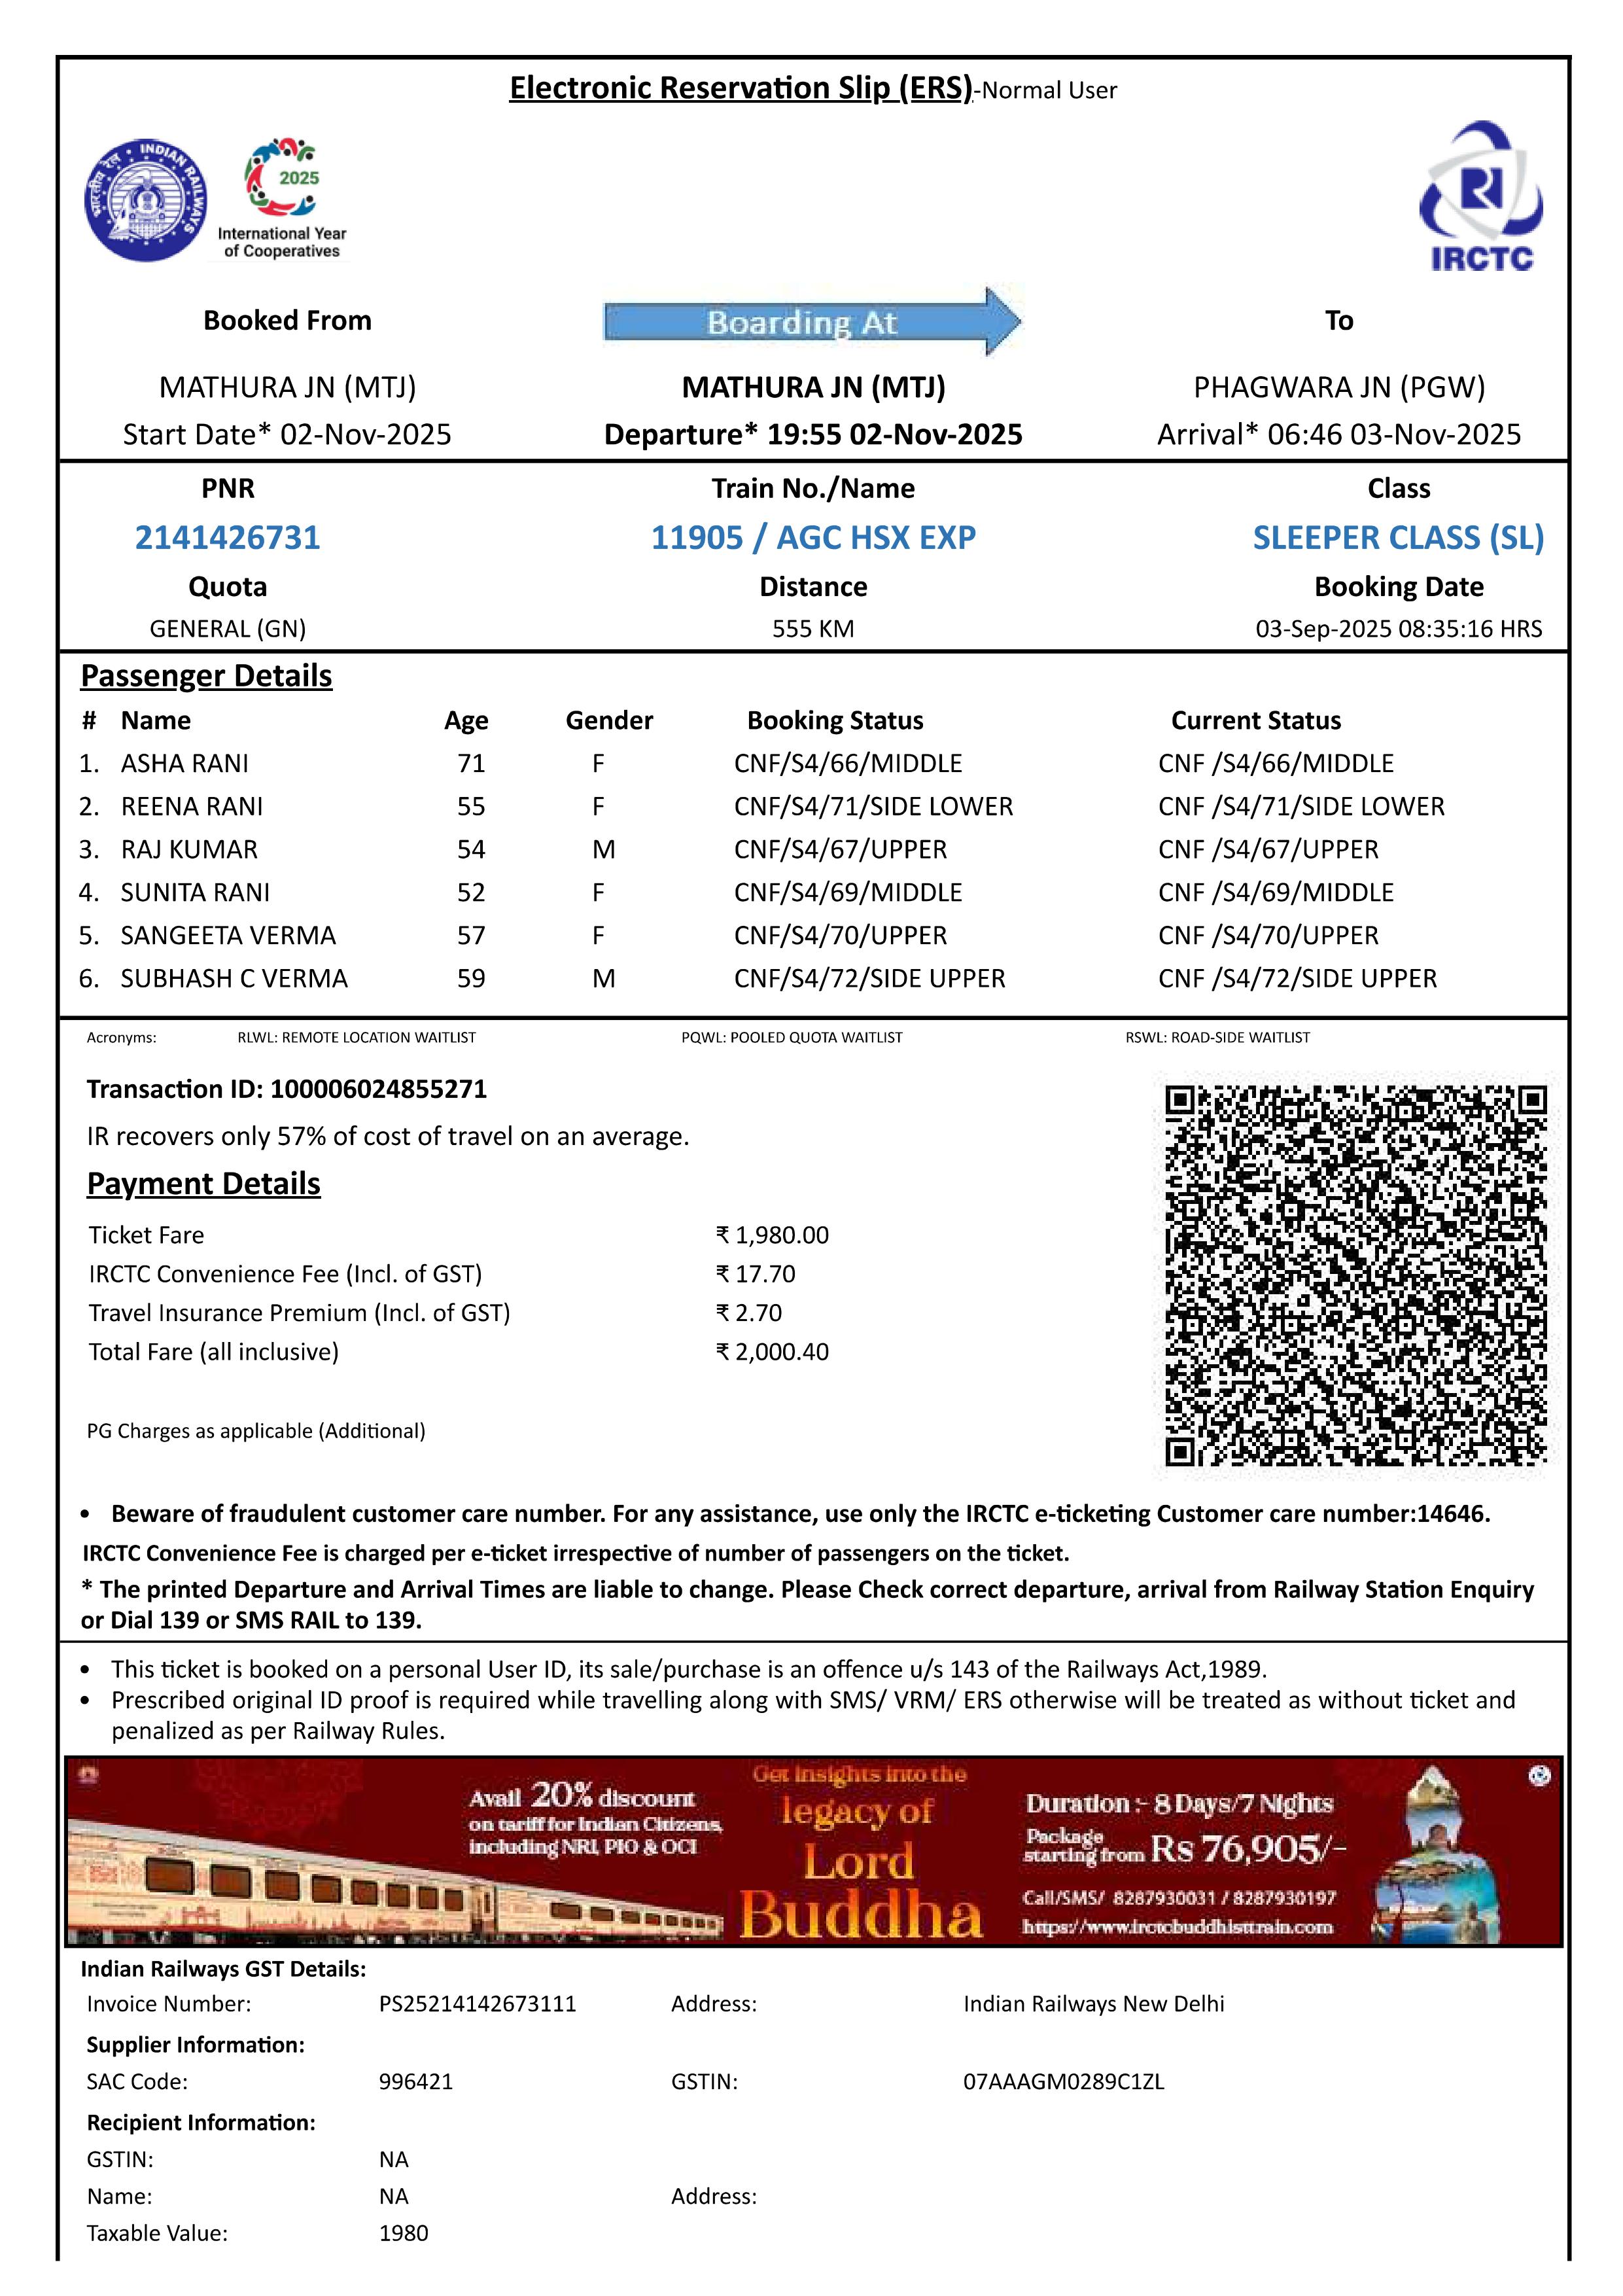 Electronic Reservation Slip (ERS)-Normal User
भारतीय रेल • INDIAN RAILWAYS
2025
International Year
of Cooperatives
IRCTC
Booked From Boarding At To
MATHURA JN (MTJ) MATHURA JN (MTJ) PHAGWARA JN (PGW)
Start Date* 02-Nov-2025 Departure* 19:55 02-Nov-2025 Arrival* 06:46 03-Nov-2025
PNR Train No./Name Class
2141426731 11905 / AGC HSX EXP SLEEPER CLASS (SL)
Quota Distance Booking Date
GENERAL (GN) 555 KM 03-Sep-2025 08:35:16 HRS
Passenger Details
# Name Age Gender Booking Status Current Status
1. ASHA RANI 71 F CNF/S4/66/MIDDLE CNF /S4/66/MIDDLE
2. REENA RANI 55 F CNF/S4/71/SIDE LOWER CNF /S4/71/SIDE LOWER
3. RAJ KUMAR 54 M CNF/S4/67/UPPER CNF /S4/67/UPPER
4. SUNITA RANI 52 F CNF/S4/69/MIDDLE CNF /S4/69/MIDDLE
5. SANGEETA VERMA 57 F CNF/S4/70/UPPER CNF /S4/70/UPPER
6. SUBHASH C VERMA 59 M CNF/S4/72/SIDE UPPER CNF /S4/72/SIDE UPPER
Acronyms: RLWL: REMOTE LOCATION WAITLIST PQWL: POOLED QUOTA WAITLIST RSWL: ROAD-SIDE WAITLIST
Transaction ID: 100006024855271
IR recovers only 57% of cost of travel on an average.
Payment Details
Ticket Fare ₹ 1,980.00
IRCTC Convenience Fee (Incl. of GST) ₹ 17.70
Travel Insurance Premium (Incl. of GST) ₹ 2.70
Total Fare (all inclusive) ₹ 2,000.40
PG Charges as applicable (Additional)
• Beware of fraudulent customer care number. For any assistance, use only the IRCTC e-ticketing Customer care number:14646.
IRCTC Convenience Fee is charged per e-ticket irrespective of number of passengers on the ticket.
* The printed Departure and Arrival Times are liable to change. Please Check correct departure, arrival from Railway Station Enquiry
or Dial 139 or SMS RAIL to 139.
• This ticket is booked on a personal User ID, its sale/purchase is an offence u/s 143 of the Railways Act,1989.
• Prescribed original ID proof is required while travelling along with SMS/ VRM/ ERS otherwise will be treated as without ticket and
penalized as per Railway Rules.
Avail 20% discount
on tariff for Indian Citizens,
including NRI, PIO & OCI
Get insights into the
legacy of
Lord
Buddha
Duration :- 8 Days/7 Nights
Package
starting from Rs 76,905/-
Call/SMS/ 8287930031 / 8287930197
https://www.irctcbuddhisttrain.com
Indian Railways GST Details:
Invoice Number: PS25214142673111 Address: Indian Railways New Delhi
Supplier Information:
SAC Code: 996421 GSTIN: 07AAAGM0289C1ZL
Recipient Information:
GSTIN: NA
Name: NA Address:
Taxable Value: 1980